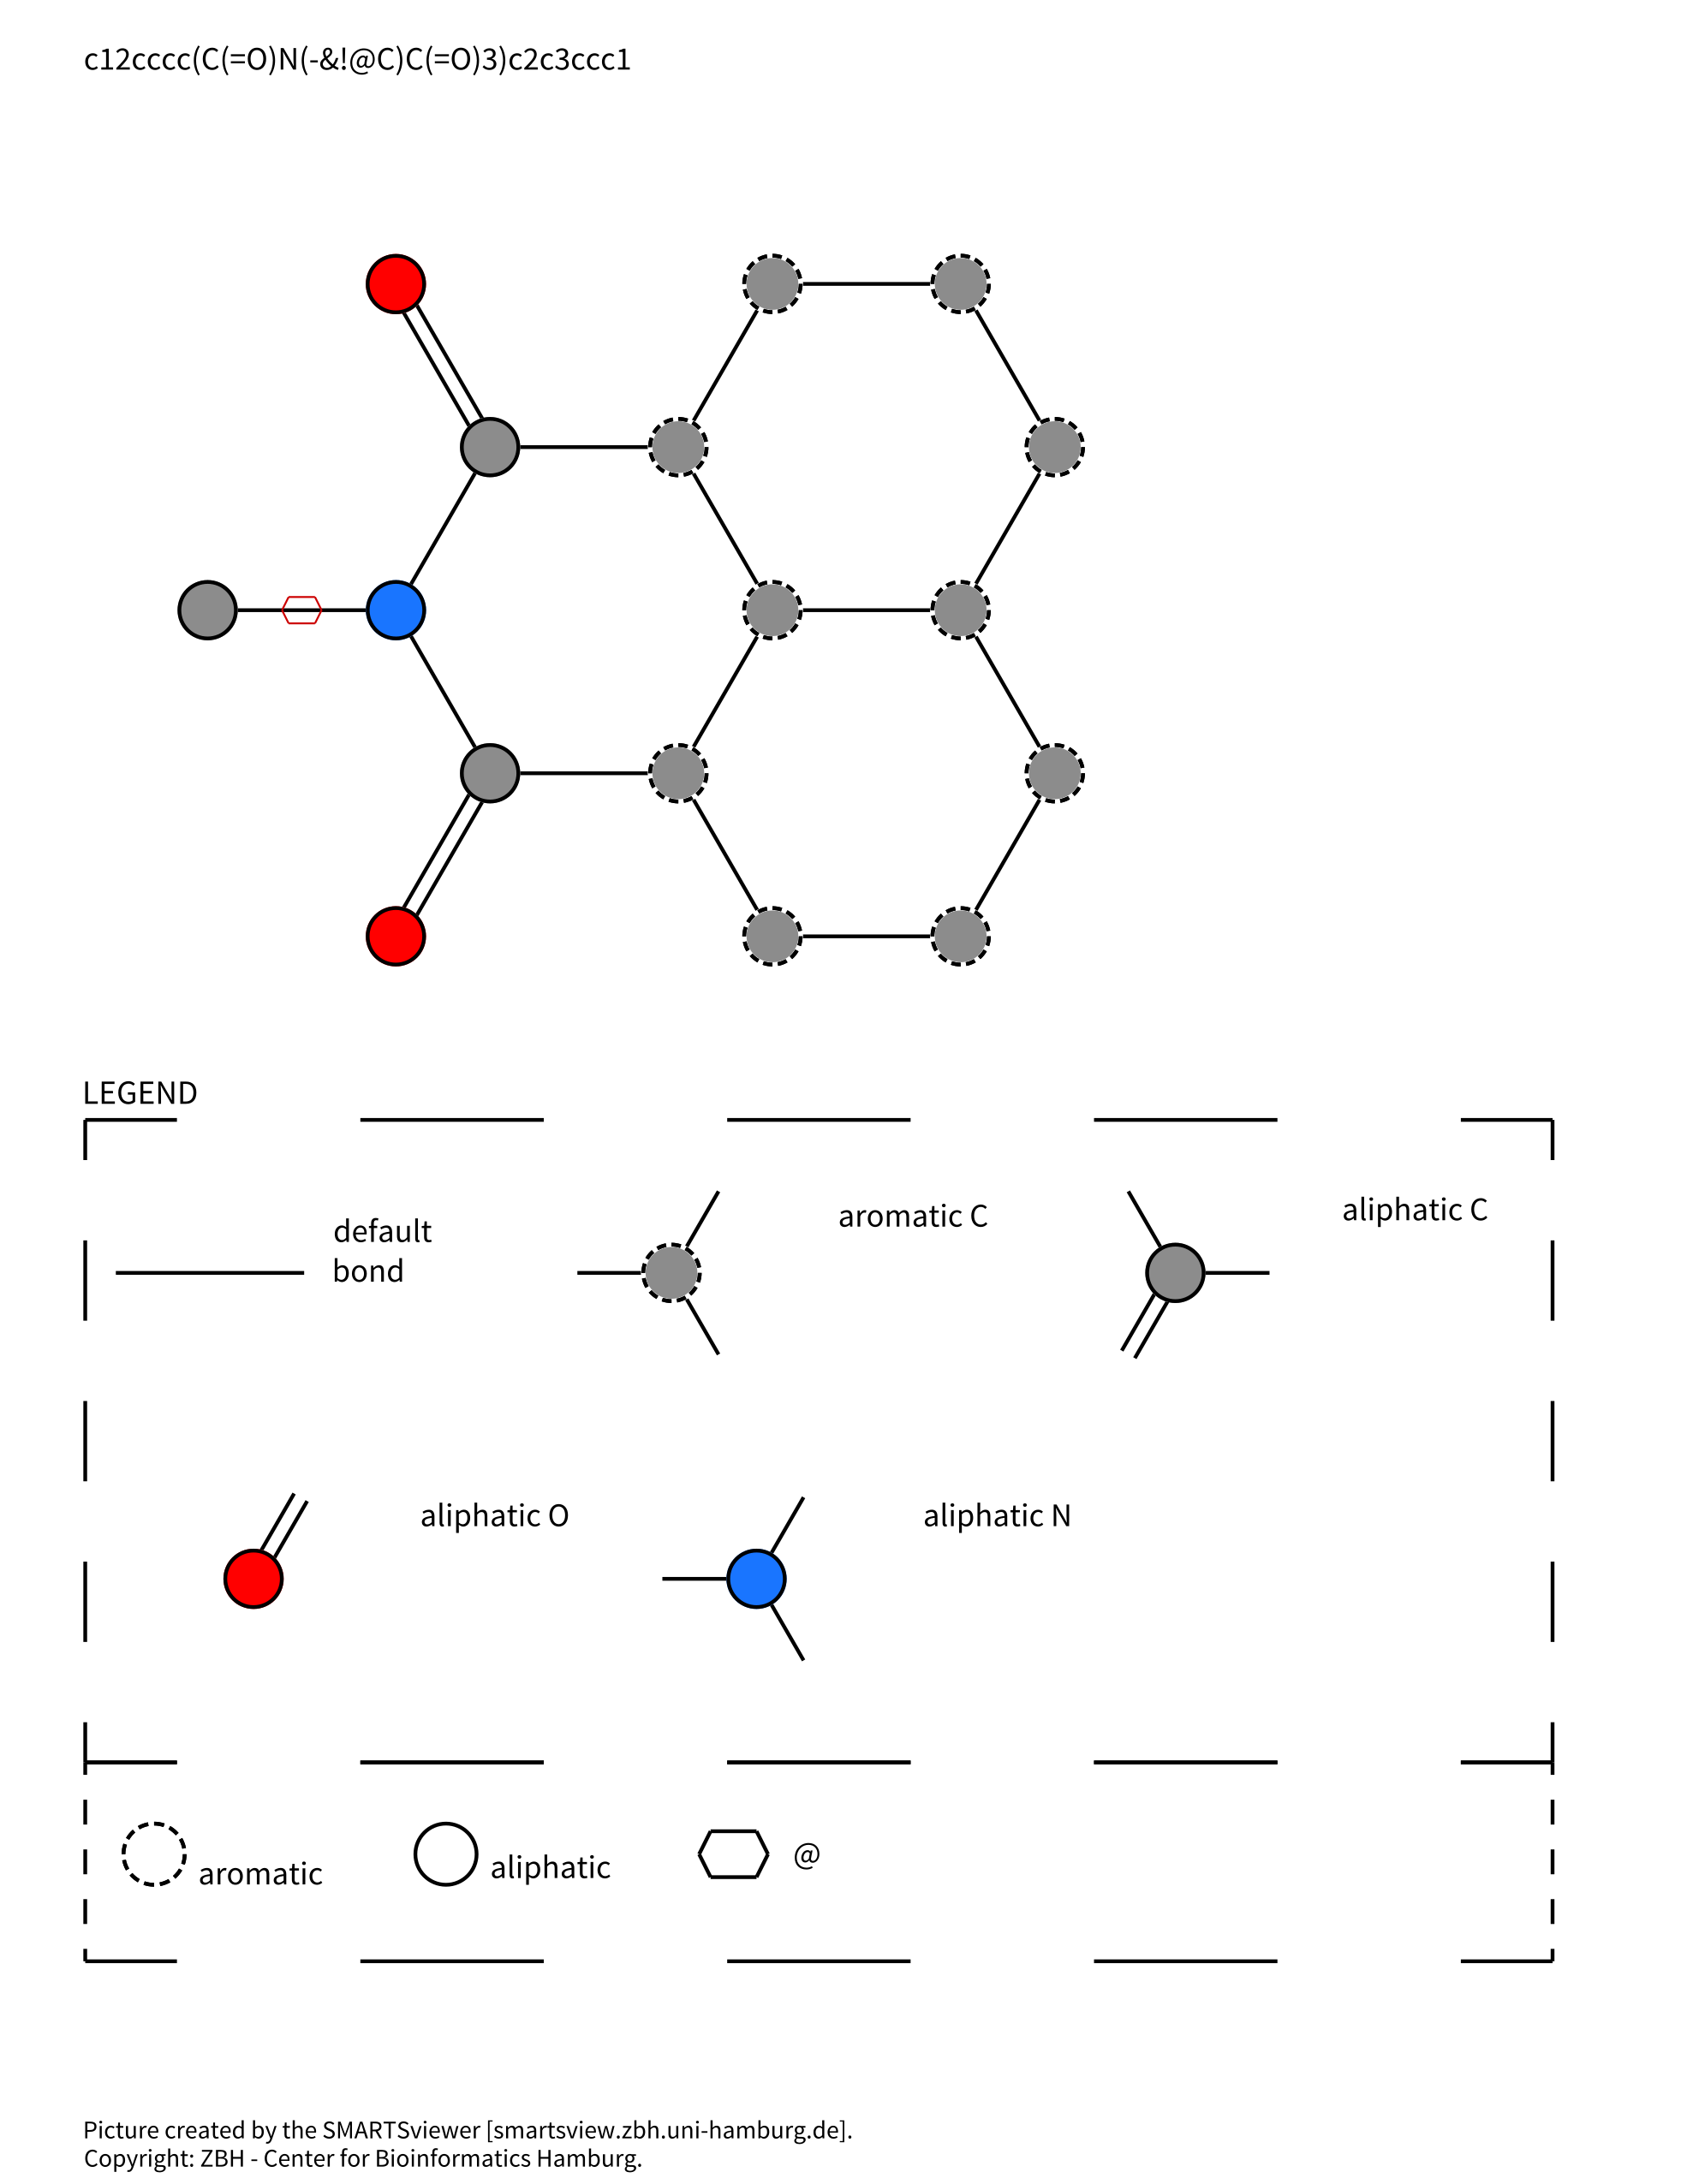 c12cccc(C(=O)N(-&!@C)C(=O)3)c2c3ccc1
LEGEND
default
bond
aromatic C
aliphatic C
aliphatic O
aliphatic N
aromatic
aliphatic
@
Picture created by the SMARTSviewer [smartsview.zbh.uni-hamburg.de].
Copyright: ZBH - Center for Bioinformatics Hamburg.